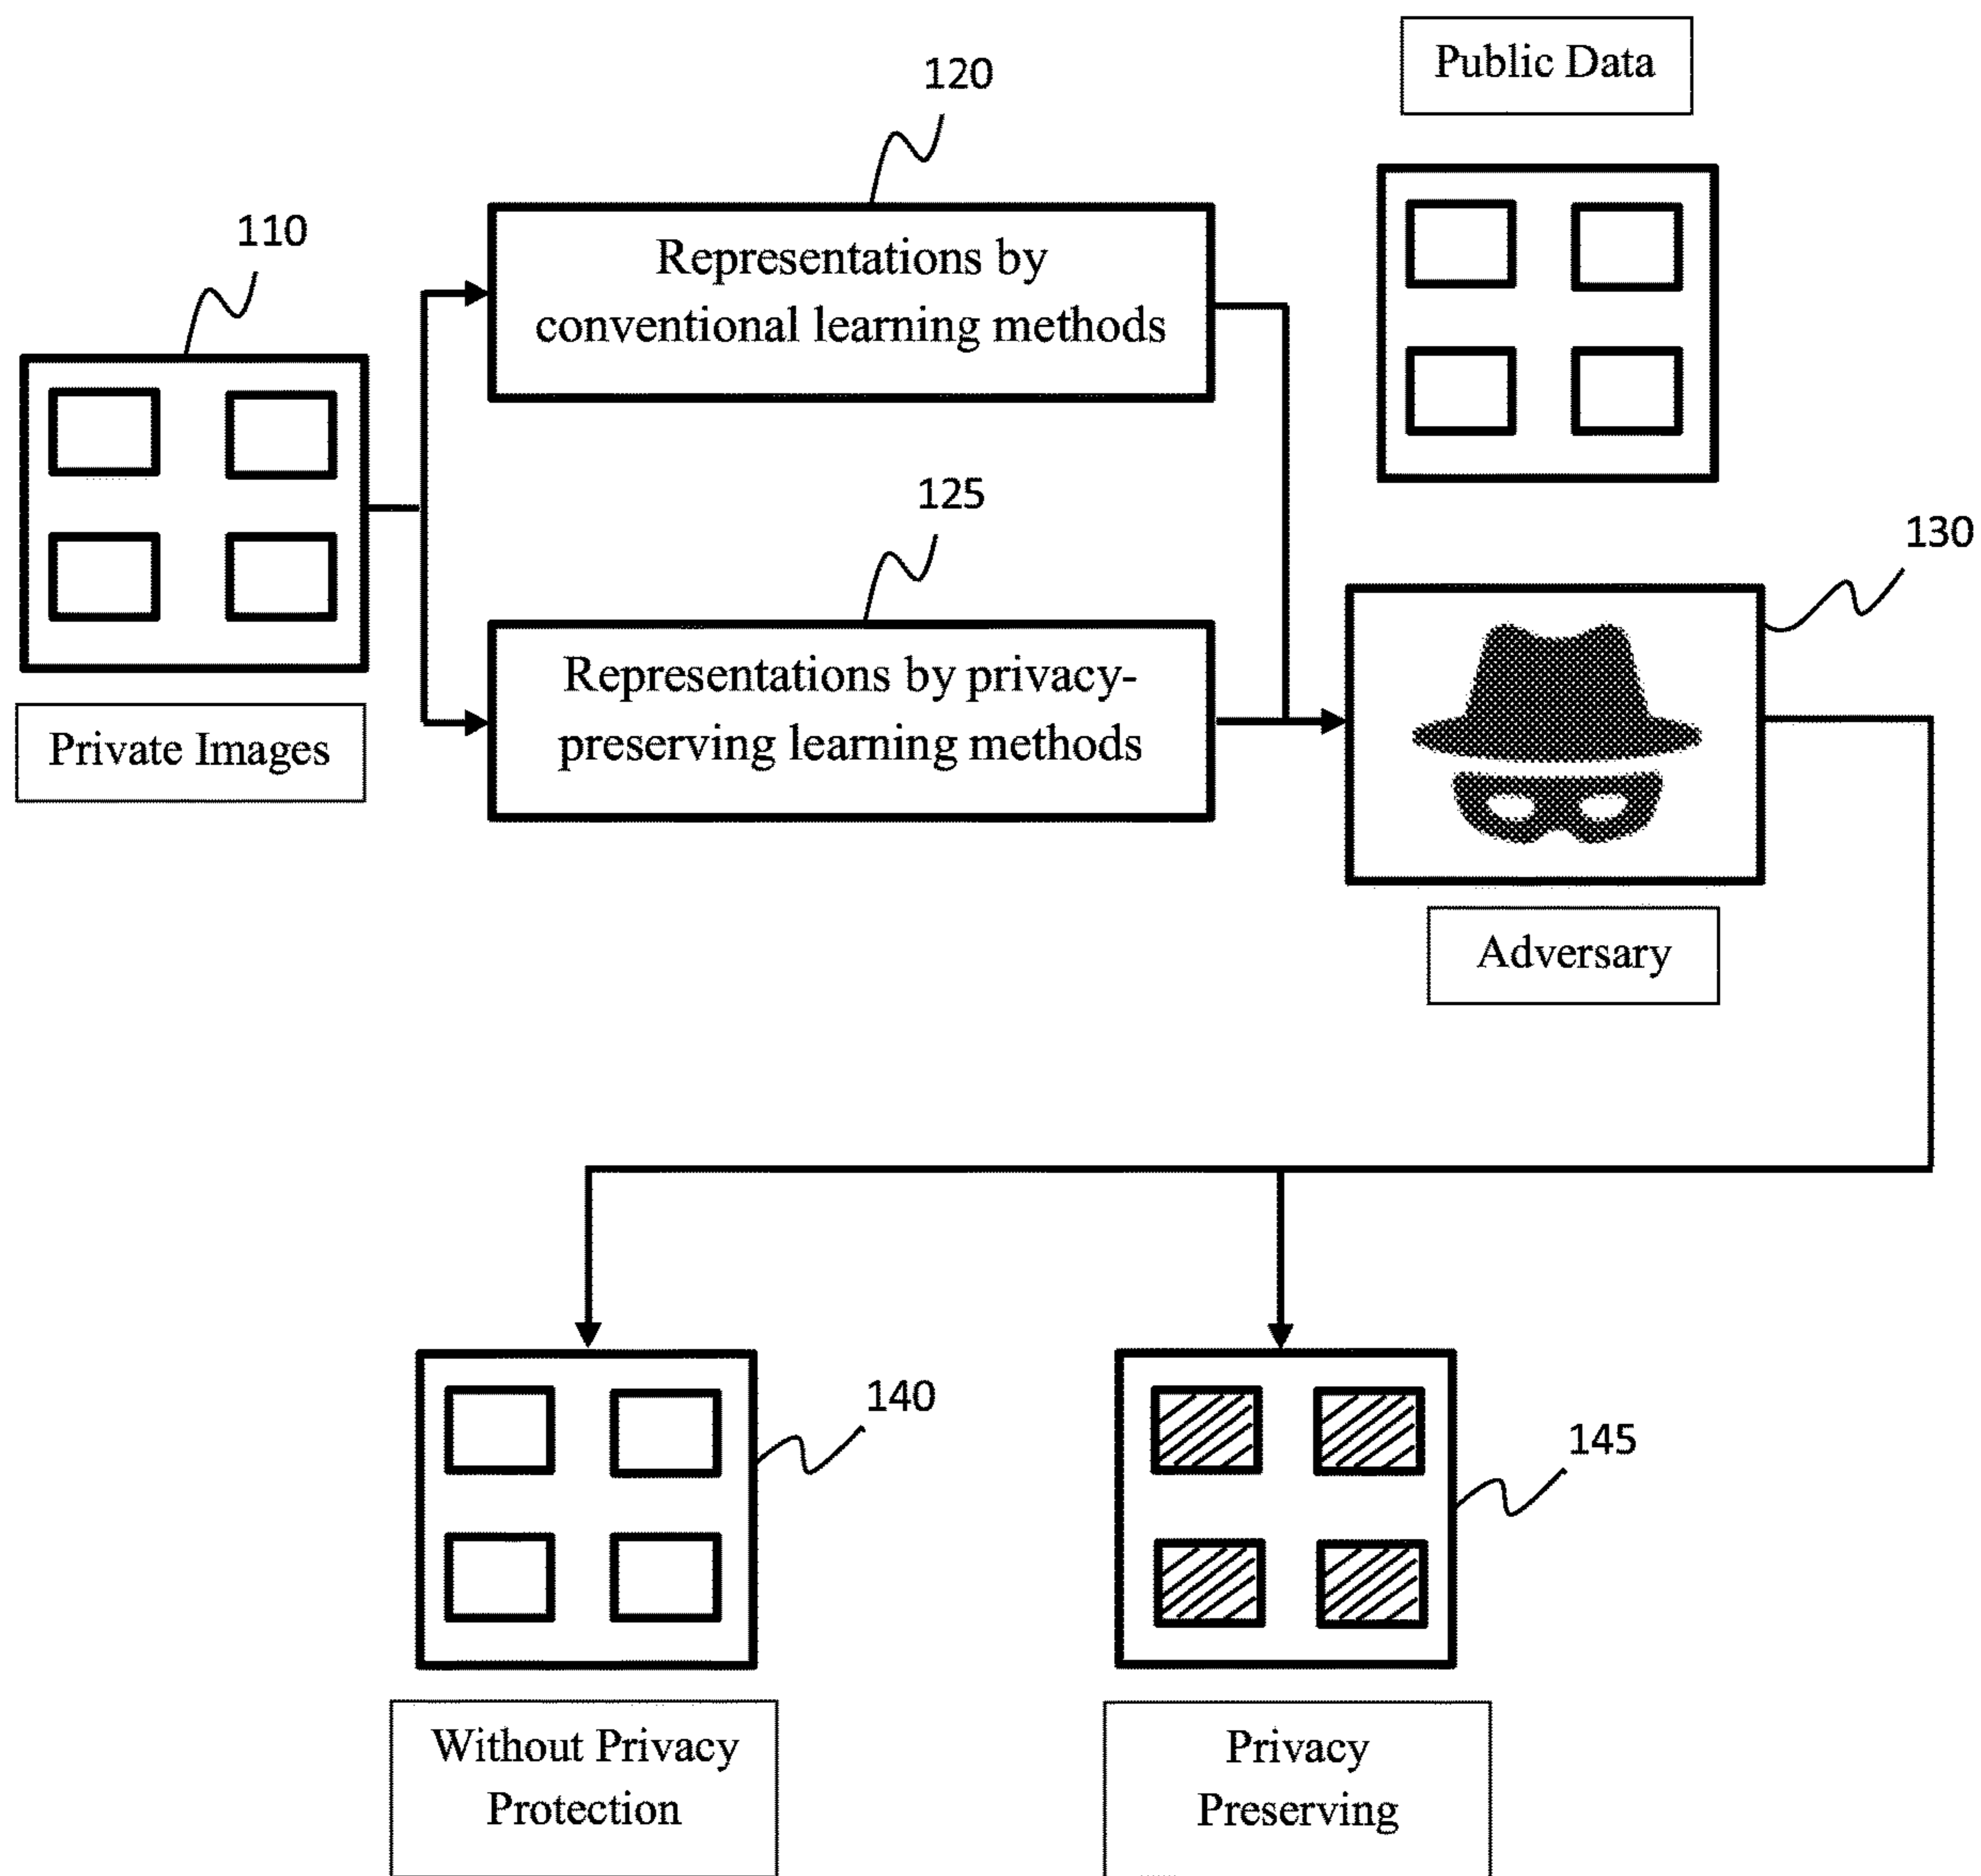 120
Public Data
110
Representations by
conventional learning methods
125
130
Representations by privacy-
preserving learning methods
Private Images
Adversary
140
145
Without Privacy
Protection
Privacy
Preserving